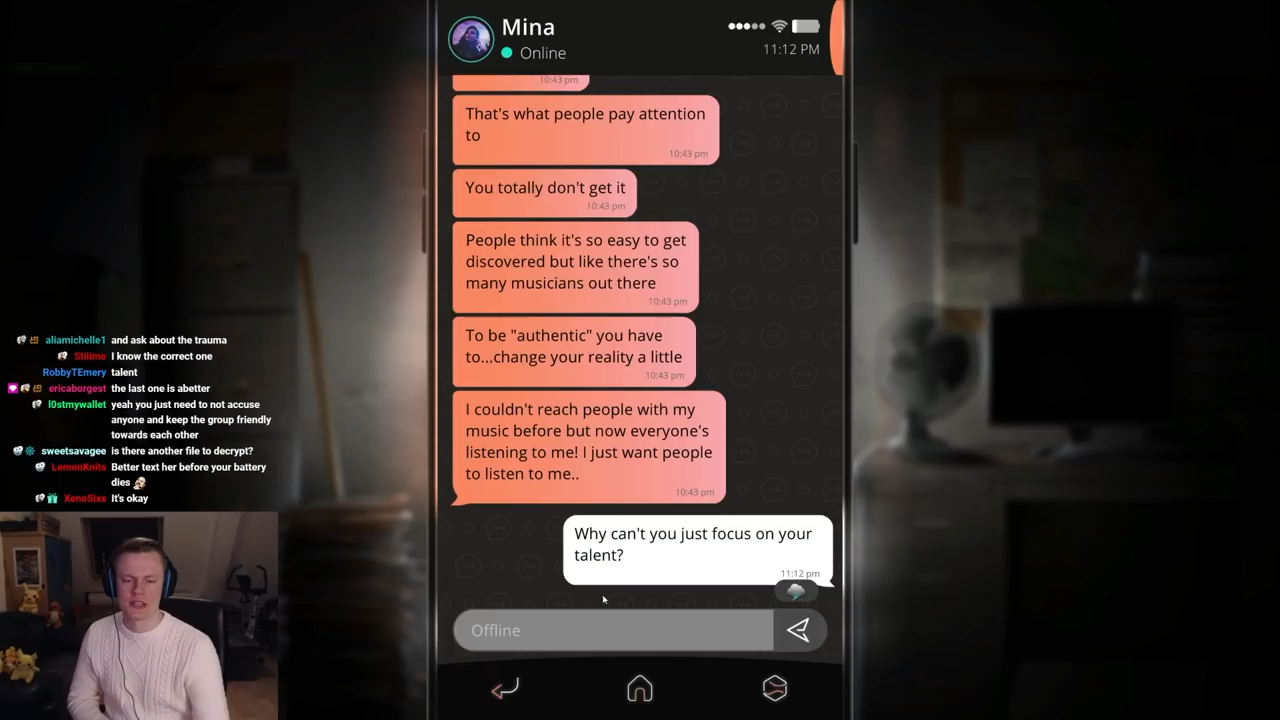 Mina
Online
11:12 PM
10:43 pm
That's what people pay attention
to
10:43 pm
You totally don't get it
10:43 pm
People think it's so easy to get
discovered but like there's so
many musicians out there
10:43 pm
To be "authentic" you have
to...change your reality a little
10:43 pm
I couldn't reach people with my
music before but now everyone's
listening to me! I just want people
to listen to me..
10:43 pm
Why can't you just focus on your
talent?
11:12 pm
Offline
aliamichelle1 and ask about the trauma
Stiiimo I know the correct one
RobbyTEmery talent
ericaborgest the last one is abetter
l0stmywallet yeah you just need to not accuse
anyone and keep the group friendly
towards each other
sweetsavagee is there another file to decrypt?
LemonKnits Better text her before your battery
dies
XenoSixx It's okay